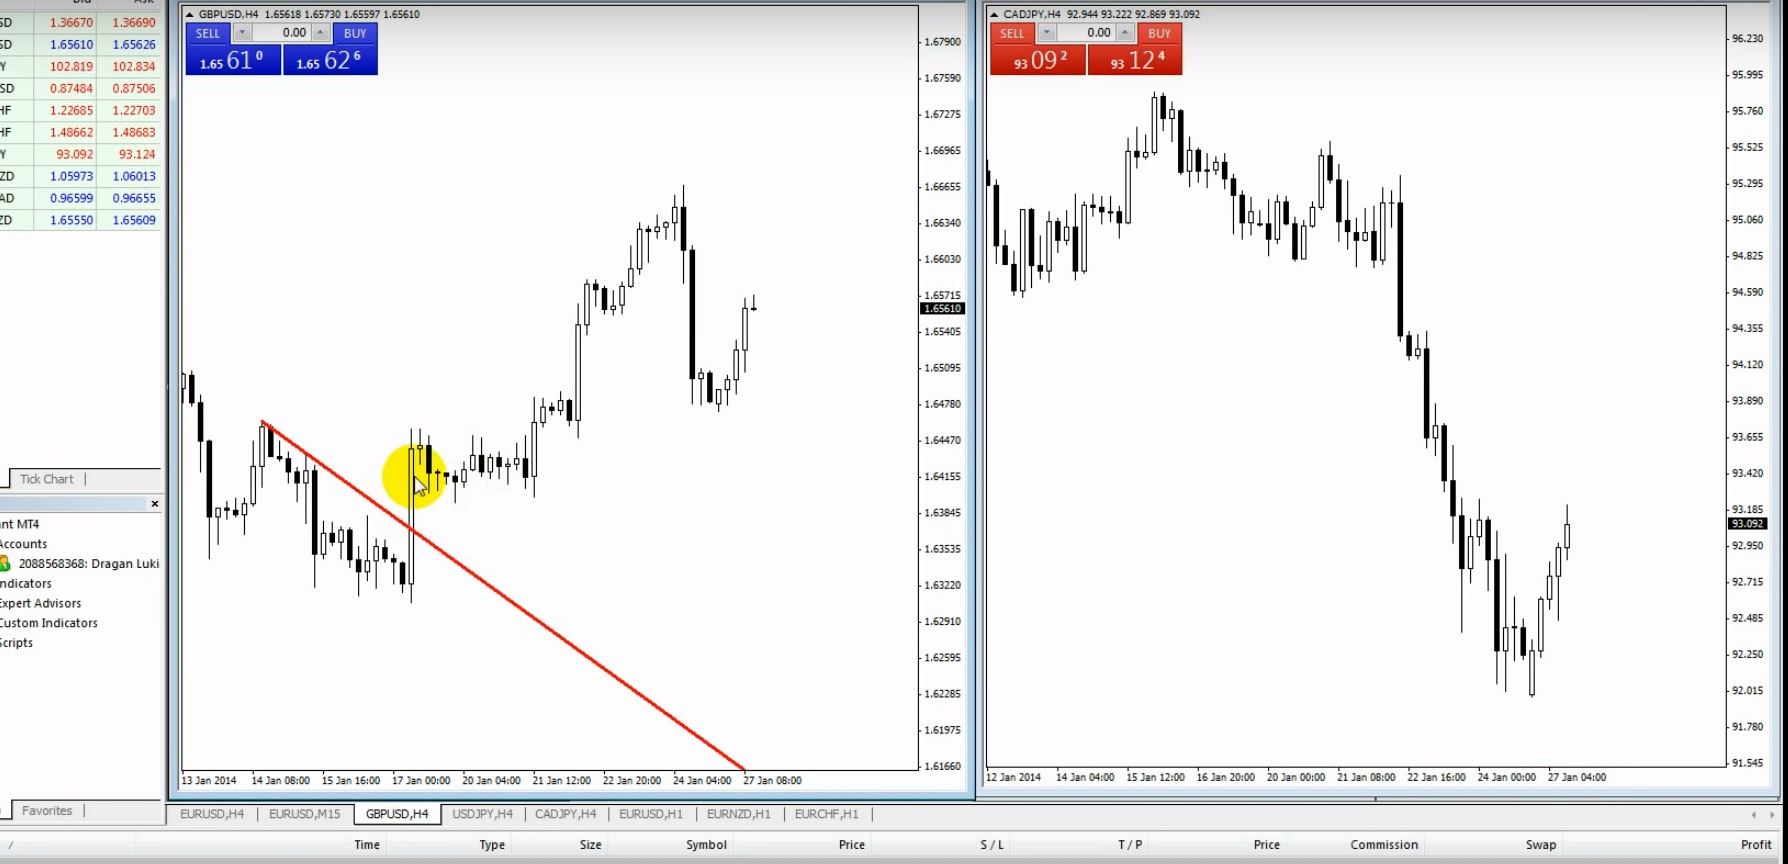 Bid Ask
SD 1.36670 1.36690
SD 1.65610 1.65626
Y 102.819 102.834
SD 0.87484 0.87506
HF 1.22685 1.22703
HF 1.48662 1.48683
Y 93.092 93.124
ZD 1.05973 1.06013
AD 0.96599 0.96655
ZD 1.65550 1.65609
Tick Chart
nt MT4
Accounts
2088568368: Dragan Luki
ndicators
Expert Advisors
Custom Indicators
Scripts
Favorites
GBPUSD,H4 1.65618 1.65730 1.65597 1.65610
SELL 0.00 BUY
1.65 61 0 1.65 62 6
1.67900
1.67590
1.67275
1.66965
1.66655
1.66340
1.66030
1.65715
1.65610
1.65405
1.65095
1.64780
1.64470
1.64155
1.63845
1.63535
1.63220
1.62910
1.62595
1.62285
1.61975
1.61660
13 Jan 2014 14 Jan 08:00 15 Jan 16:00 17 Jan 00:00 20 Jan 04:00 21 Jan 12:00 22 Jan 20:00 24 Jan 04:00 27 Jan 08:00
CADJPY,H4 92.944 93.222 92.869 93.092
SELL 0.00 BUY
93 09 2 93 12 4
96.230
95.995
95.760
95.525
95.295
95.060
94.825
94.590
94.355
94.120
93.890
93.655
93.420
93.185
93.092
92.950
92.715
92.485
92.250
92.015
91.780
91.545
12 Jan 2014 14 Jan 04:00 15 Jan 12:00 16 Jan 20:00 20 Jan 00:00 21 Jan 08:00 22 Jan 16:00 24 Jan 00:00 27 Jan 04:00
EURUSD,H4 EURUSD,M15 GBPUSD,H4 USDJPY,H4 CADJPY,H4 EURUSD,H1 EURNZD,H1 EURCHF,H1
/ Time Type Size Symbol Price S / L T / P Price Commission Swap Profit